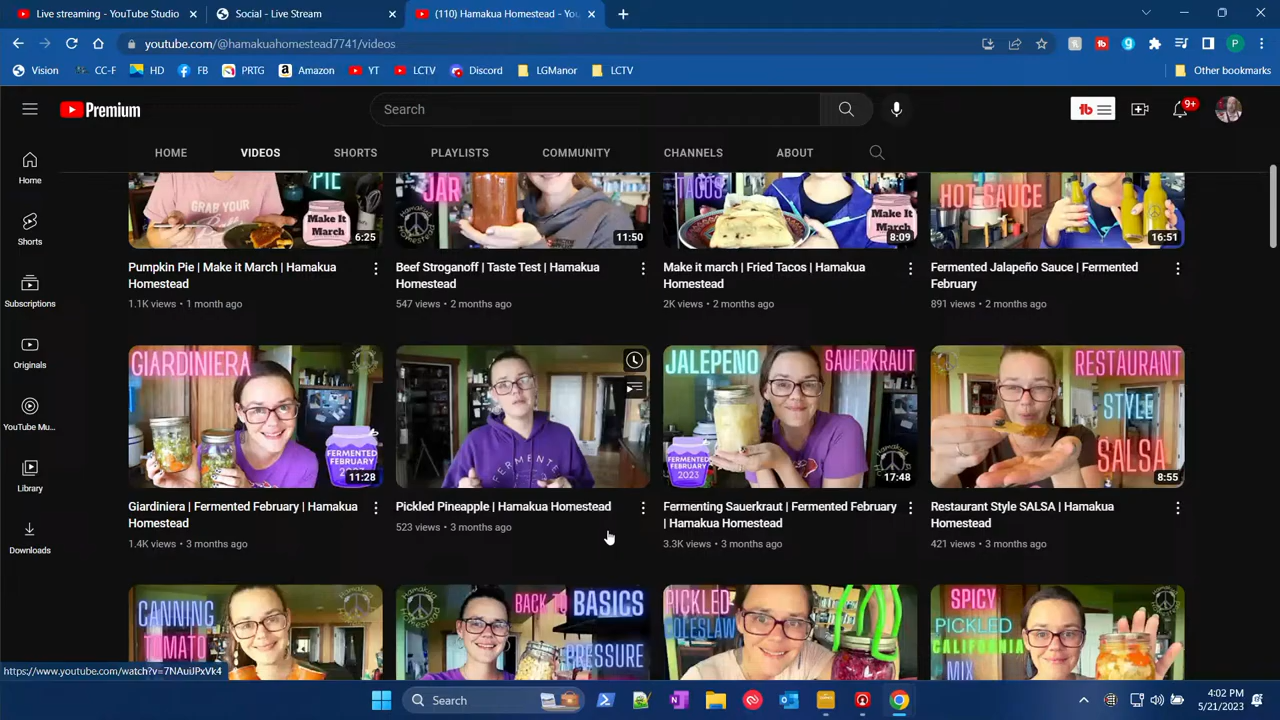 Live streaming - YouTube Studio
Social - Live Stream
(110) Hamakua Homestead - You
youtube.com/@hamakuahomestead7741/videos
Vision CC-F HD FB PRTG Amazon YT LCTV Discord LGManor LCTV Other bookmarks
Premium
Search
9+
HOME VIDEOS SHORTS PLAYLISTS COMMUNITY CHANNELS ABOUT
Home
Shorts
Subscriptions
Originals
YouTube Mu...
Library
Downloads
PIE
GRAB YOUR
Make It
March
6:25
Pumpkin Pie | Make it March | Hamakua
Homestead
1.1K views • 1 month ago
JAR
11:50
Beef Stroganoff | Taste Test | Hamakua
Homestead
547 views • 2 months ago
TACOS
Make It
March
8:09
Make it march | Fried Tacos | Hamakua
Homestead
2K views • 2 months ago
HOT SAUCE
16:51
Fermented Jalapeño Sauce | Fermented
February
891 views • 2 months ago
GIARDINIERA
FERMENTED
FEBRUARY
11:28
Giardiniera | Fermented February | Hamakua
Homestead
1.4K views • 3 months ago
FERMENT
Pickled Pineapple | Hamakua Homestead
523 views • 3 months ago
JALEPENO SAUERKRAUT
FERMENTED
FEBRUARY
2023
17:48
Fermenting Sauerkraut | Fermented February
| Hamakua Homestead
3.3K views • 3 months ago
RESTAURANT
STYLE
SALSA
8:55
Restaurant Style SALSA | Hamakua
Homestead
421 views • 3 months ago
CANNING
TOMATO
BACK TO BASICS
PRESSURE
PICKLED
COLESLAW
SPICY
PICKLED
CALIFORNIA
MIX
https://www.youtube.com/watch?v=7NAuiJPxVk4
Search
4:02 PM
5/21/2023